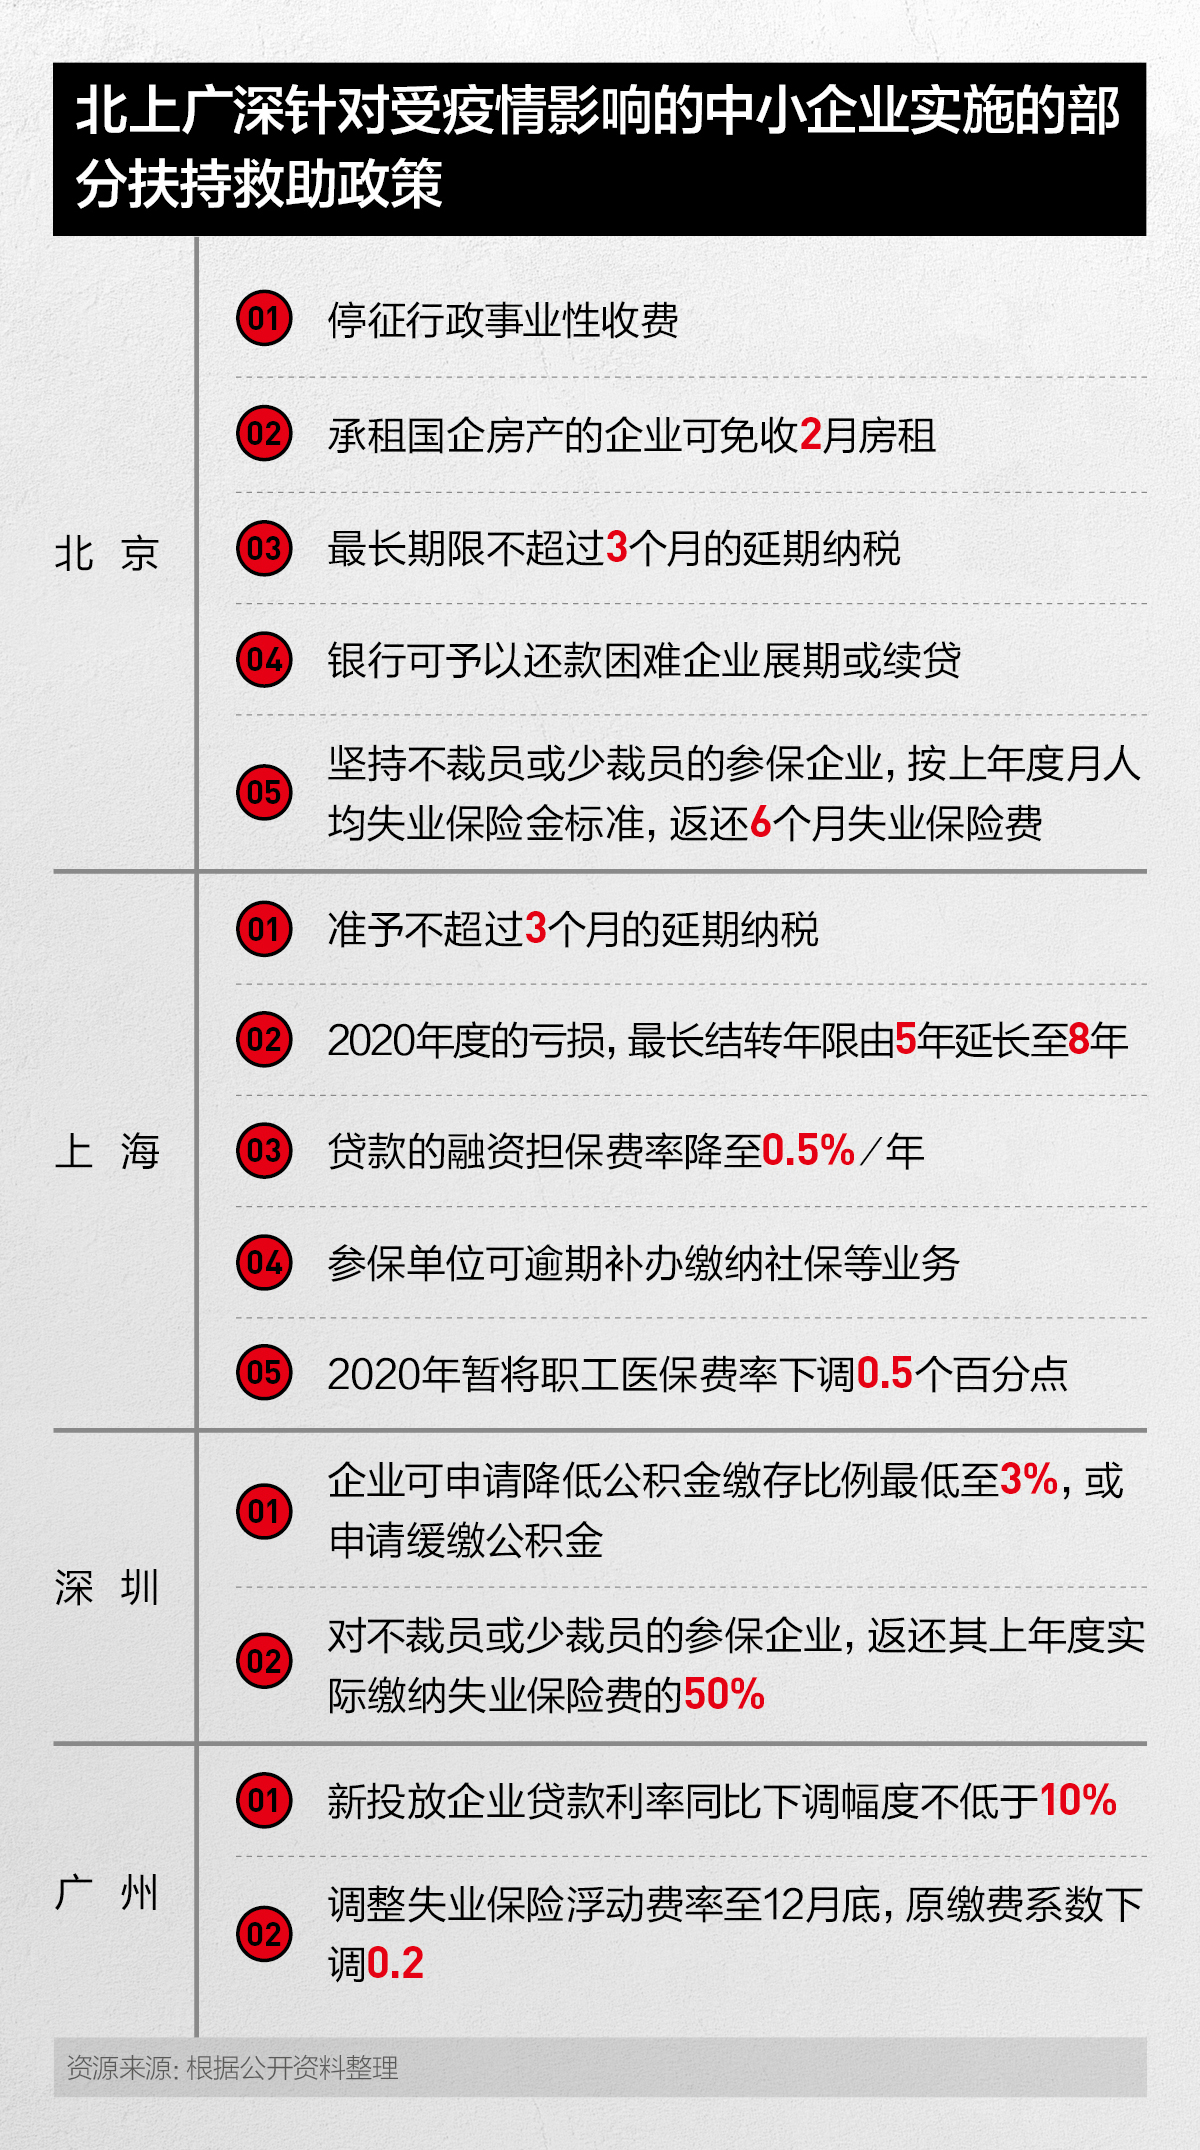 北上广深针对受疫情影响的中小企业实施的部
分扶持救助政策
北京
01 停征行政事业性收费
02 承租国企房产的企业可免收2月房租
03 最长期限不超过3个月的延期纳税
04 银行可予以还款困难企业展期或续贷
05 坚持不裁员或少裁员的参保企业，按上年度月人
均失业保险金标准，返还6个月失业保险费
上海
01 准予不超过3个月的延期纳税
02 2020年度的亏损，最长结转年限由5年延长至8年
03 贷款的融资担保费率降至0.5%/年
04 参保单位可逾期补办缴纳社保等业务
05 2020年暂将职工医保费率下调0.5个百分点
深圳
01 企业可申请降低公积金缴存比例最低至3%，或
申请缓缴公积金
02 对不裁员或少裁员的参保企业，返还其上年度实
际缴纳失业保险费的50%
广州
01 新投放企业贷款利率同比下调幅度不低于10%
02 调整失业保险浮动费率至12月底，原缴费系数下
调0.2
资源来源：根据公开资料整理